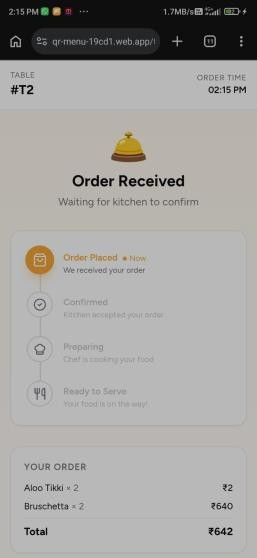 2:15 PM
1.7MB/s
qr-menu-19cd1.web.app/
11
TABLE
ORDER TIME
#T2
02:15 PM
Order Received
Waiting for kitchen to confirm
Order Placed ● Now
We received your order
Confirmed
Kitchen accepted your order
Preparing
Chef is cooking your food
Ready to Serve
Your food is on the way!
YOUR ORDER
Aloo Tikki × 2 ₹2
Bruschetta × 2 ₹640
Total ₹642